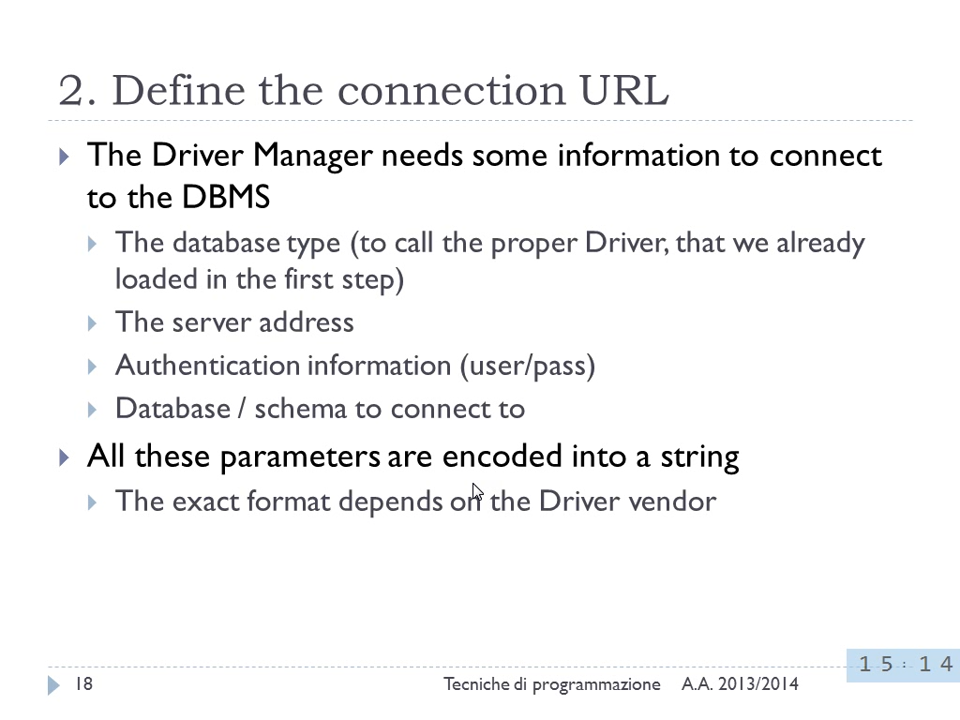 2. Define the connection URL
The Driver Manager needs some information to connect
to the DBMS
The database type (to call the proper Driver, that we already
loaded in the first step)
The server address
Authentication information (user/pass)
Database / schema to connect to
All these parameters are encoded into a string
The exact format depends on the Driver vendor
15:14
18
Tecniche di programmazione A.A. 2013/2014